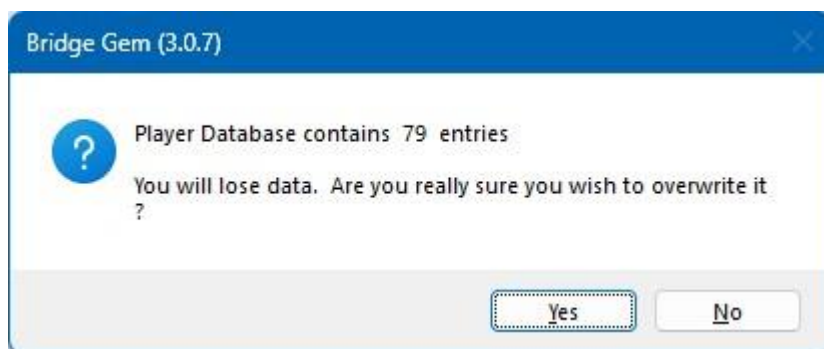 Bridge Gem (3.0.7)
Player Database contains  79  entries
You will lose data.  Are you really sure you wish to overwrite it
?
Yes
No